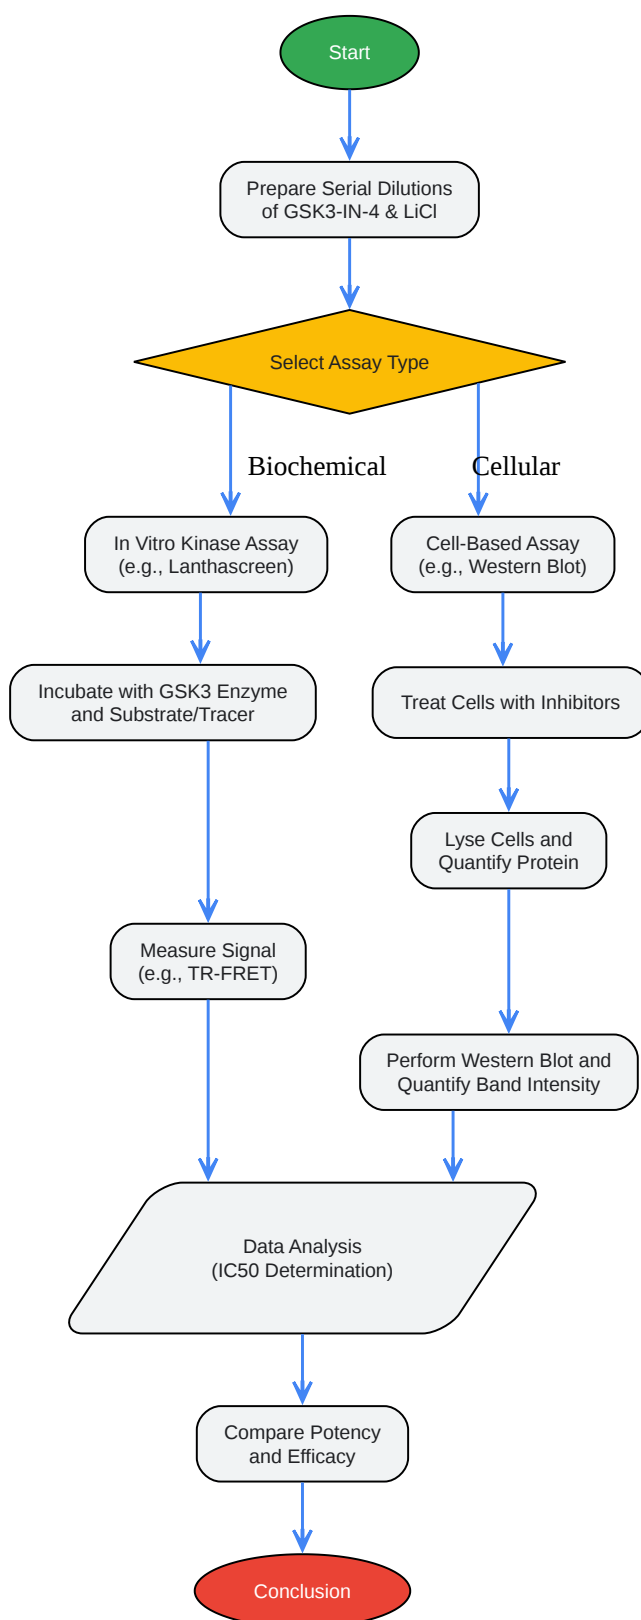 Start
Prepare Serial Dilutions
of GSK3-IN-4 & LiCl
Select Assay Type
Biochemical
Cellular
In Vitro Kinase Assay
(e.g., Lanthascreen)
Cell-Based Assay
(e.g., Western Blot)
Incubate with GSK3 Enzyme
and Substrate/Tracer
Treat Cells with Inhibitors
Lyse Cells and
Quantify Protein
Measure Signal
(e.g., TR-FRET)
Perform Western Blot and
Quantify Band Intensity
Data Analysis
(IC50 Determination)
Compare Potency
and Efficacy
Conclusion